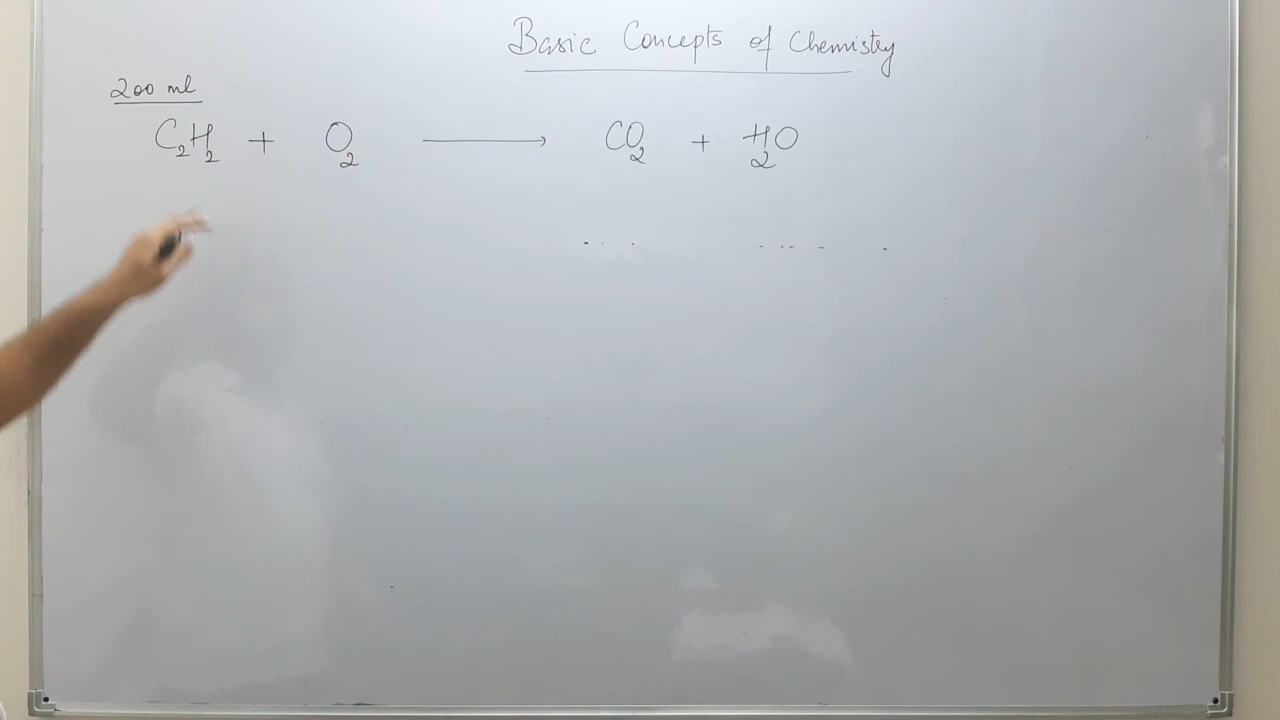 Basic Concepts of Chemistry
200 ml
C₂H₂ + O₂ ⟶ CO₂ + H₂O